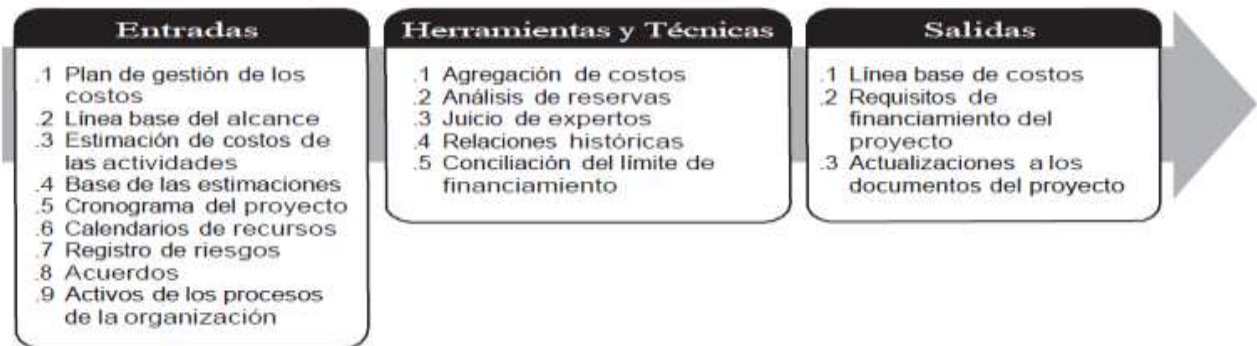 Entradas
.1 Plan de gestión de los
costos
.2 Línea base del alcance
.3 Estimación de costos de
las actividades
.4 Base de las estimaciones
.5 Cronograma del proyecto
.6 Calendarios de recursos
.7 Registro de riesgos
.8 Acuerdos
.9 Activos de los procesos
de la organización
Herramientas y Técnicas
.1 Agregación de costos
.2 Análisis de reservas
.3 Juicio de expertos
.4 Relaciones históricas
.5 Conciliación del límite de
financiamiento
Salidas
.1 Línea base de costos
.2 Requisitos de
financiamiento del
proyecto
.3 Actualizaciones a los
documentos del proyecto